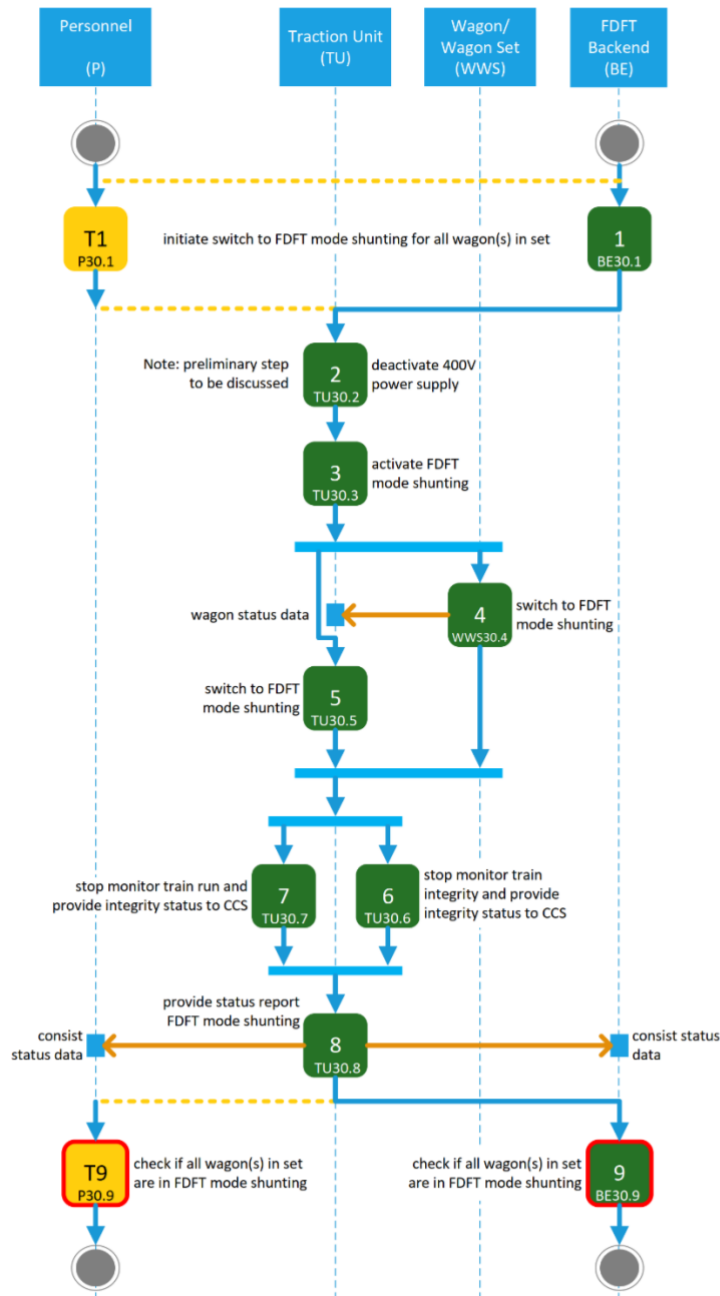 Personnel
(P)
Traction Unit
(TU)
Wagon/
Wagon Set
(WWS)
FDFT
Backend
(BE)
T1
P30.1
initiate switch to FDFT mode shunting for all wagon(s) in set
1
BE30.1
Note: preliminary step
to be discussed
2
TU30.2
deactivate 400V
power supply
3
TU30.3
activate FDFT
mode shunting
wagon status data
4
WWS30.4
switch to FDFT
mode shunting
switch to FDFT
mode shunting
5
TU30.5
stop monitor train run and
provide integrity status to CCS
7
TU30.7
6
TU30.6
stop monitor train
integrity and provide
integrity status to CCS
provide status report
FDFT mode shunting
consist
status data
8
TU30.8
consist status
data
T9
P30.9
check if all wagon(s) in set
are in FDFT mode shunting
check if all wagon(s) in set
are in FDFT mode shunting
9
BE30.9